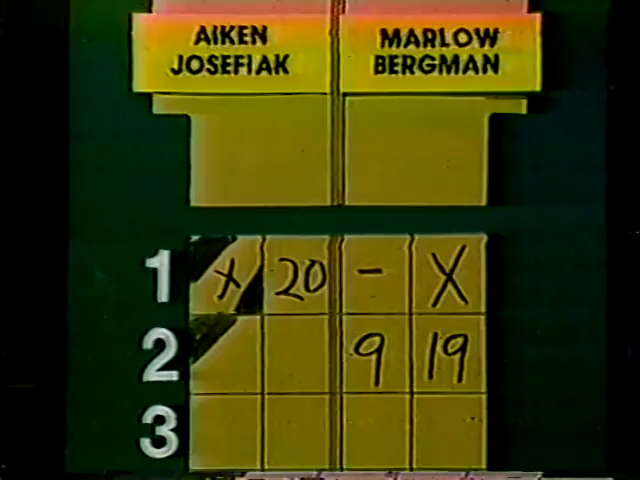 AIKEN
JOSEFIAK
MARLOW
BERGMAN
1 X 20 - X
2 9 19
3